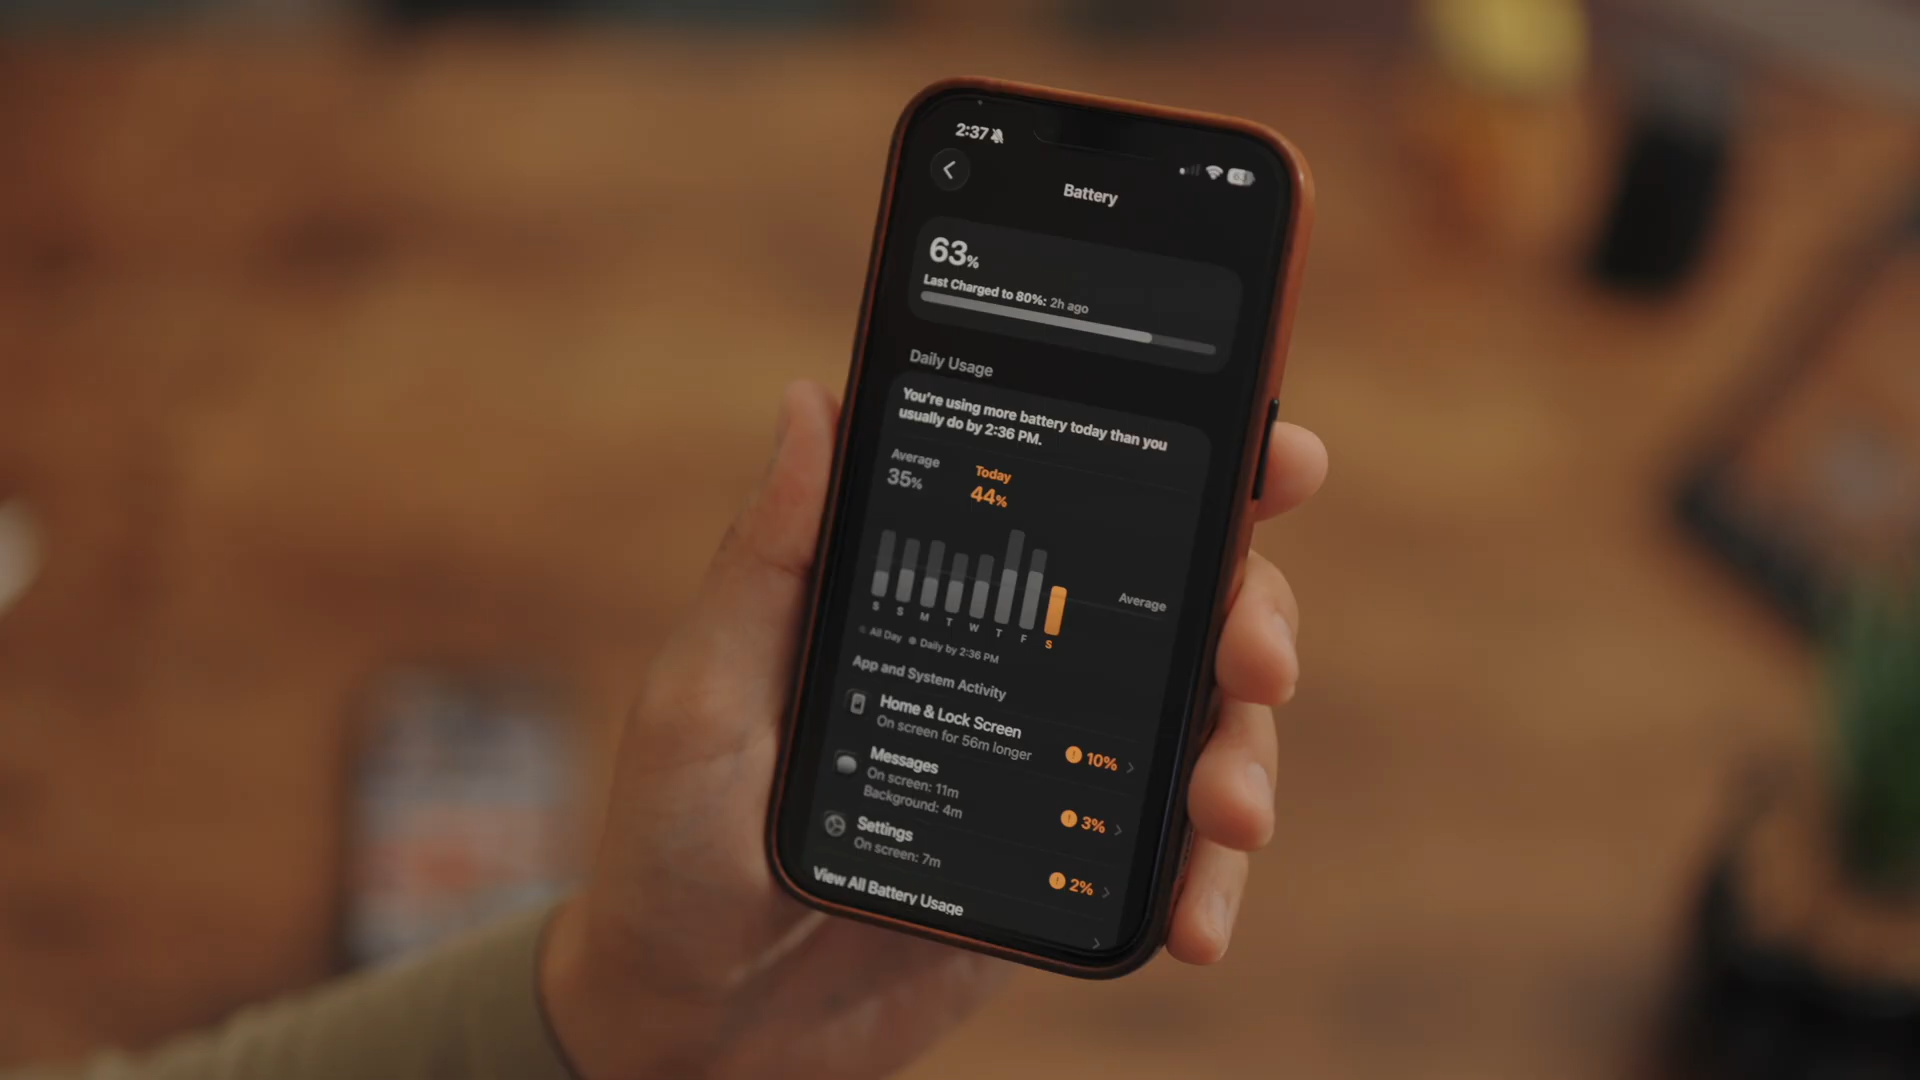 2:37
63
Battery
63%
Last Charged to 80%: 2h ago
Daily Usage
You're using more battery today than you
usually do by 2:36 PM.
Average
35%
Today
44%
Average
S S M T W T F S
All Day Daily by 2:36 PM
App and System Activity
Home & Lock Screen
On screen for 56m longer
10%
Messages
On screen: 11m
Background: 4m
3%
Settings
On screen: 7m
2%
View All Battery Usage